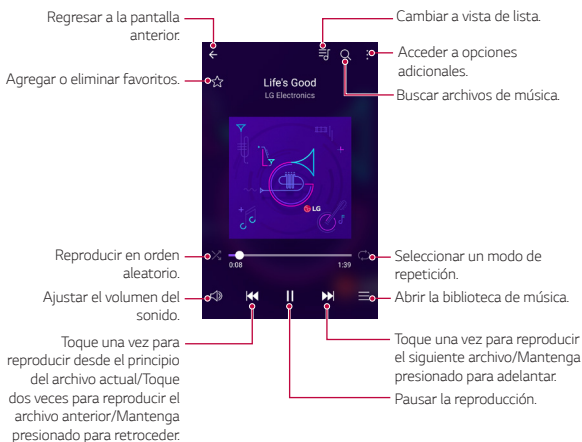 Regresar a la pantalla
anterior.
Agregar o eliminar favoritos.
Cambiar a vista de lista.
Acceder a opciones
adicionales.
Buscar archivos de música.
Life's Good
LG Electronics
LG
0:08
1:39
Reproducir en orden
aleatorio.
Ajustar el volumen del
sonido.
Toque una vez para
reproducir desde el principio
del archivo actual/Toque
dos veces para reproducir el
archivo anterior/Mantenga
presionado para retroceder.
Seleccionar un modo de
repetición.
Abrir la biblioteca de música.
Toque una vez para reproducir
el siguiente archivo/Mantenga
presionado para adelantar.
Pausar la reproducción.